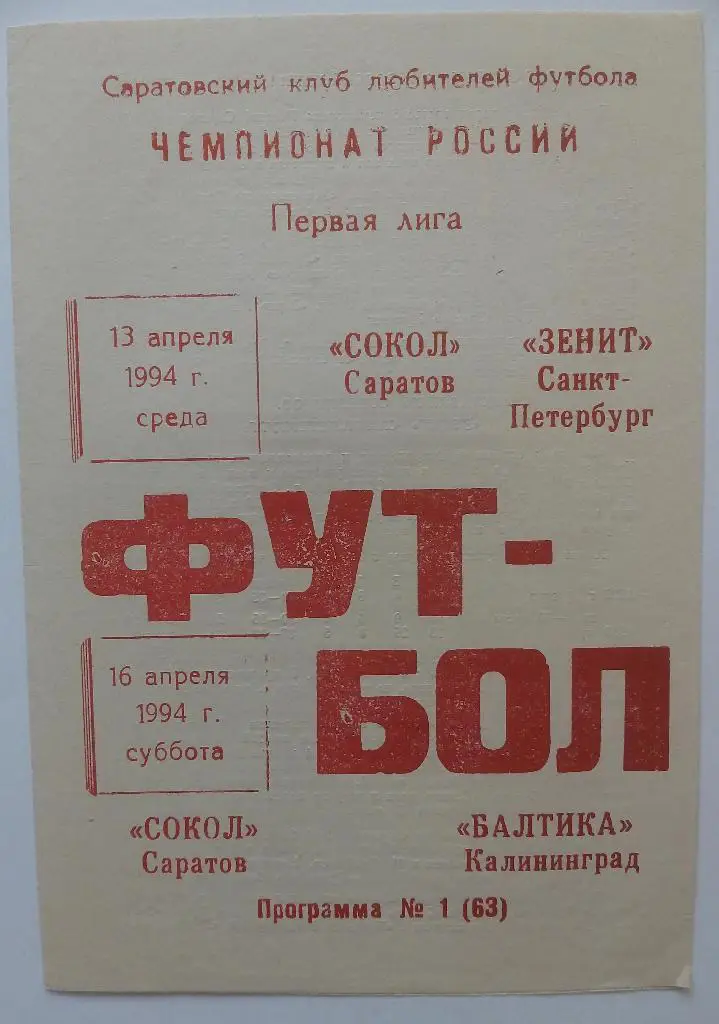 Саратовский клуб любителей футбола
ЧЕМПИОНАТ РОССИИ
Первая лига
13 апреля
1994 г.
среда
«СОКОЛ» «ЗЕНИТ»
Саратов Санкт-
Петербург
ФУТ-
БОЛ
16 апреля
1994 г.
суббота
«СОКОЛ» «БАЛТИКА»
Саратов Калининград
Программа № 1 (63)